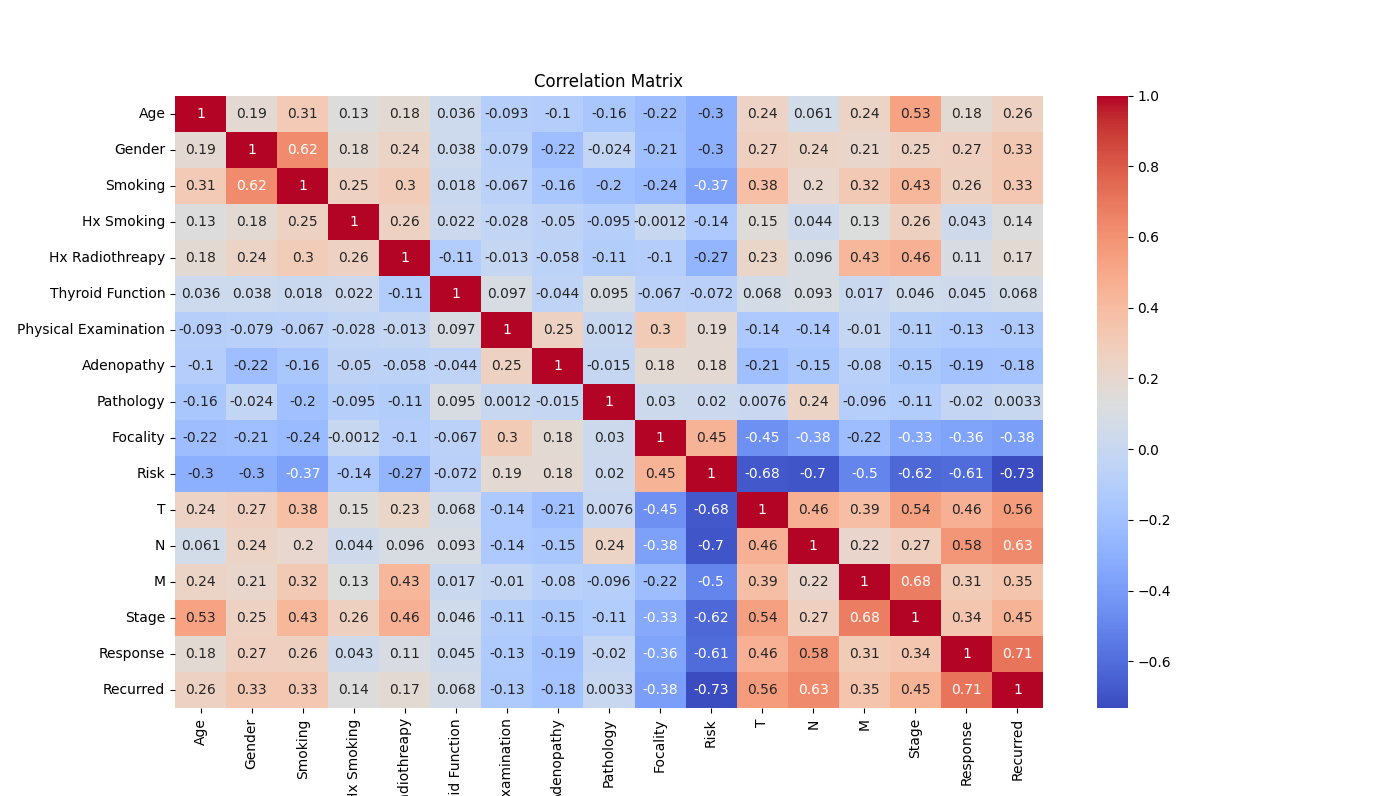 Correlation Matrix
Age 1 0.19 0.31 0.13 0.18 0.036 -0.093 -0.1 -0.16 -0.22 -0.3 0.24 0.061 0.24 0.53 0.18 0.26
Gender 0.19 1 0.62 0.18 0.24 0.038 -0.079 -0.22 -0.024 -0.21 -0.3 0.27 0.24 0.21 0.25 0.27 0.33
Smoking 0.31 0.62 1 0.25 0.3 0.018 -0.067 -0.16 -0.2 -0.24 -0.37 0.38 0.2 0.32 0.43 0.26 0.33
Hx Smoking 0.13 0.18 0.25 1 0.26 0.022 -0.028 -0.05 -0.095 -0.0012 -0.14 0.15 0.044 0.13 0.26 0.043 0.14
Hx Radiothreapy 0.18 0.24 0.3 0.26 1 -0.11 -0.013 -0.058 -0.11 -0.1 -0.27 0.23 0.096 0.43 0.46 0.11 0.17
Thyroid Function 0.036 0.038 0.018 0.022 -0.11 1 0.097 -0.044 0.095 -0.067 -0.072 0.068 0.093 0.017 0.046 0.045 0.068
Physical Examination -0.093 -0.079 -0.067 -0.028 -0.013 0.097 1 0.25 0.0012 0.3 0.19 -0.14 -0.14 -0.01 -0.11 -0.13 -0.13
Adenopathy -0.1 -0.22 -0.16 -0.05 -0.058 -0.044 0.25 1 -0.015 0.18 0.18 -0.21 -0.15 -0.08 -0.15 -0.19 -0.18
Pathology -0.16 -0.024 -0.2 -0.095 -0.11 0.095 0.0012 -0.015 1 0.03 0.02 0.0076 0.24 -0.096 -0.11 -0.02 0.0033
Focality -0.22 -0.21 -0.24 -0.0012 -0.1 -0.067 0.3 0.18 0.03 1 0.45 -0.45 -0.38 -0.22 -0.33 -0.36 -0.38
Risk -0.3 -0.3 -0.37 -0.14 -0.27 -0.072 0.19 0.18 0.02 0.45 1 -0.68 -0.7 -0.5 -0.62 -0.61 -0.73
T 0.24 0.27 0.38 0.15 0.23 0.068 -0.14 -0.21 0.0076 -0.45 -0.68 1 0.46 0.39 0.54 0.46 0.56
N 0.061 0.24 0.2 0.044 0.096 0.093 -0.14 -0.15 0.24 -0.38 -0.7 0.46 1 0.22 0.27 0.58 0.63
M 0.24 0.21 0.32 0.13 0.43 0.017 -0.01 -0.08 -0.096 -0.22 -0.5 0.39 0.22 1 0.68 0.31 0.35
Stage 0.53 0.25 0.43 0.26 0.46 0.046 -0.11 -0.15 -0.11 -0.33 -0.62 0.54 0.27 0.68 1 0.34 0.45
Response 0.18 0.27 0.26 0.043 0.11 0.045 -0.13 -0.19 -0.02 -0.36 -0.61 0.46 0.58 0.31 0.34 1 0.71
Recurred 0.26 0.33 0.33 0.14 0.17 0.068 -0.13 -0.18 0.0033 -0.38 -0.73 0.56 0.63 0.35 0.45 0.71 1
Age
Gender
Smoking
Hx Smoking
adiothreapy
id Function
xamination
Adenopathy
Pathology
Focality
Risk
T
N
M
Stage
Response
Recurred
1.0
0.8
0.6
0.4
0.2
0.0
−0.2
−0.4
−0.6